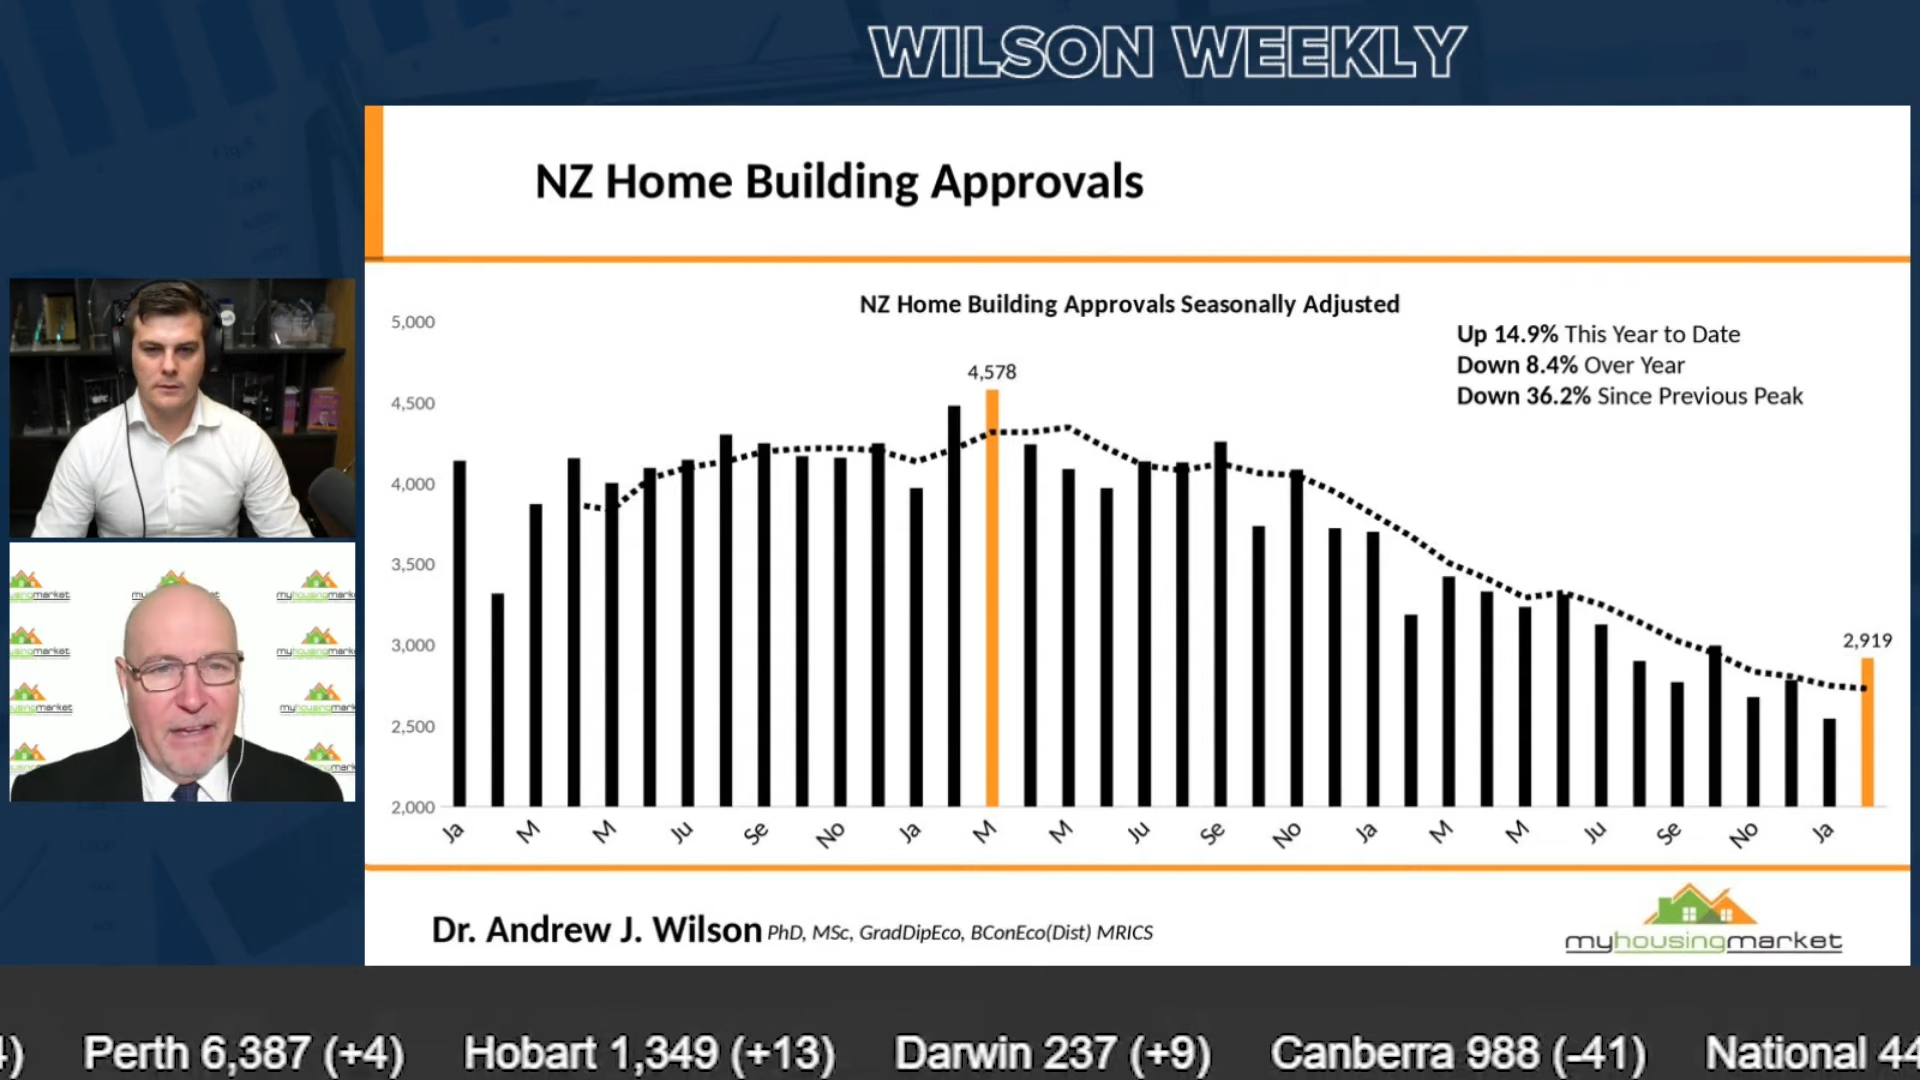 WILSON WEEKLY
NZ Home Building Approvals
NZ Home Building Approvals Seasonally Adjusted
Up 14.9% This Year to Date
Down 8.4% Over Year
Down 36.2% Since Previous Peak
5,000
4,500
4,000
3,500
3,000
2,500
2,000
4,578
2,919
Ja M M Ju Se No Ja M M Ju Se No Ja M M Ju Se No Ja
Dr. Andrew J. Wilson PhD, MSc, GradDipEco, BConEco(Dist) MRICS
myhousingmarket
4) Perth 6,387 (+4) Hobart 1,349 (+13) Darwin 237 (+9) Canberra 988 (-41) National 44